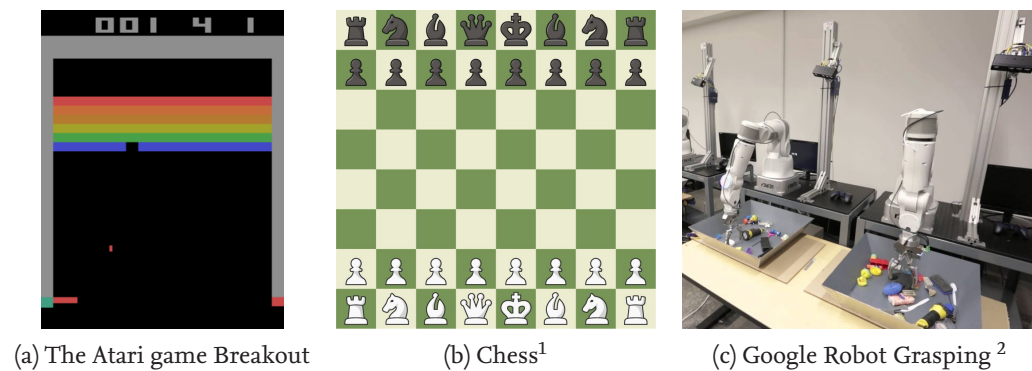 001 4 1
(a) The Atari game Breakout
(b) Chess1
(c) Google Robot Grasping 2